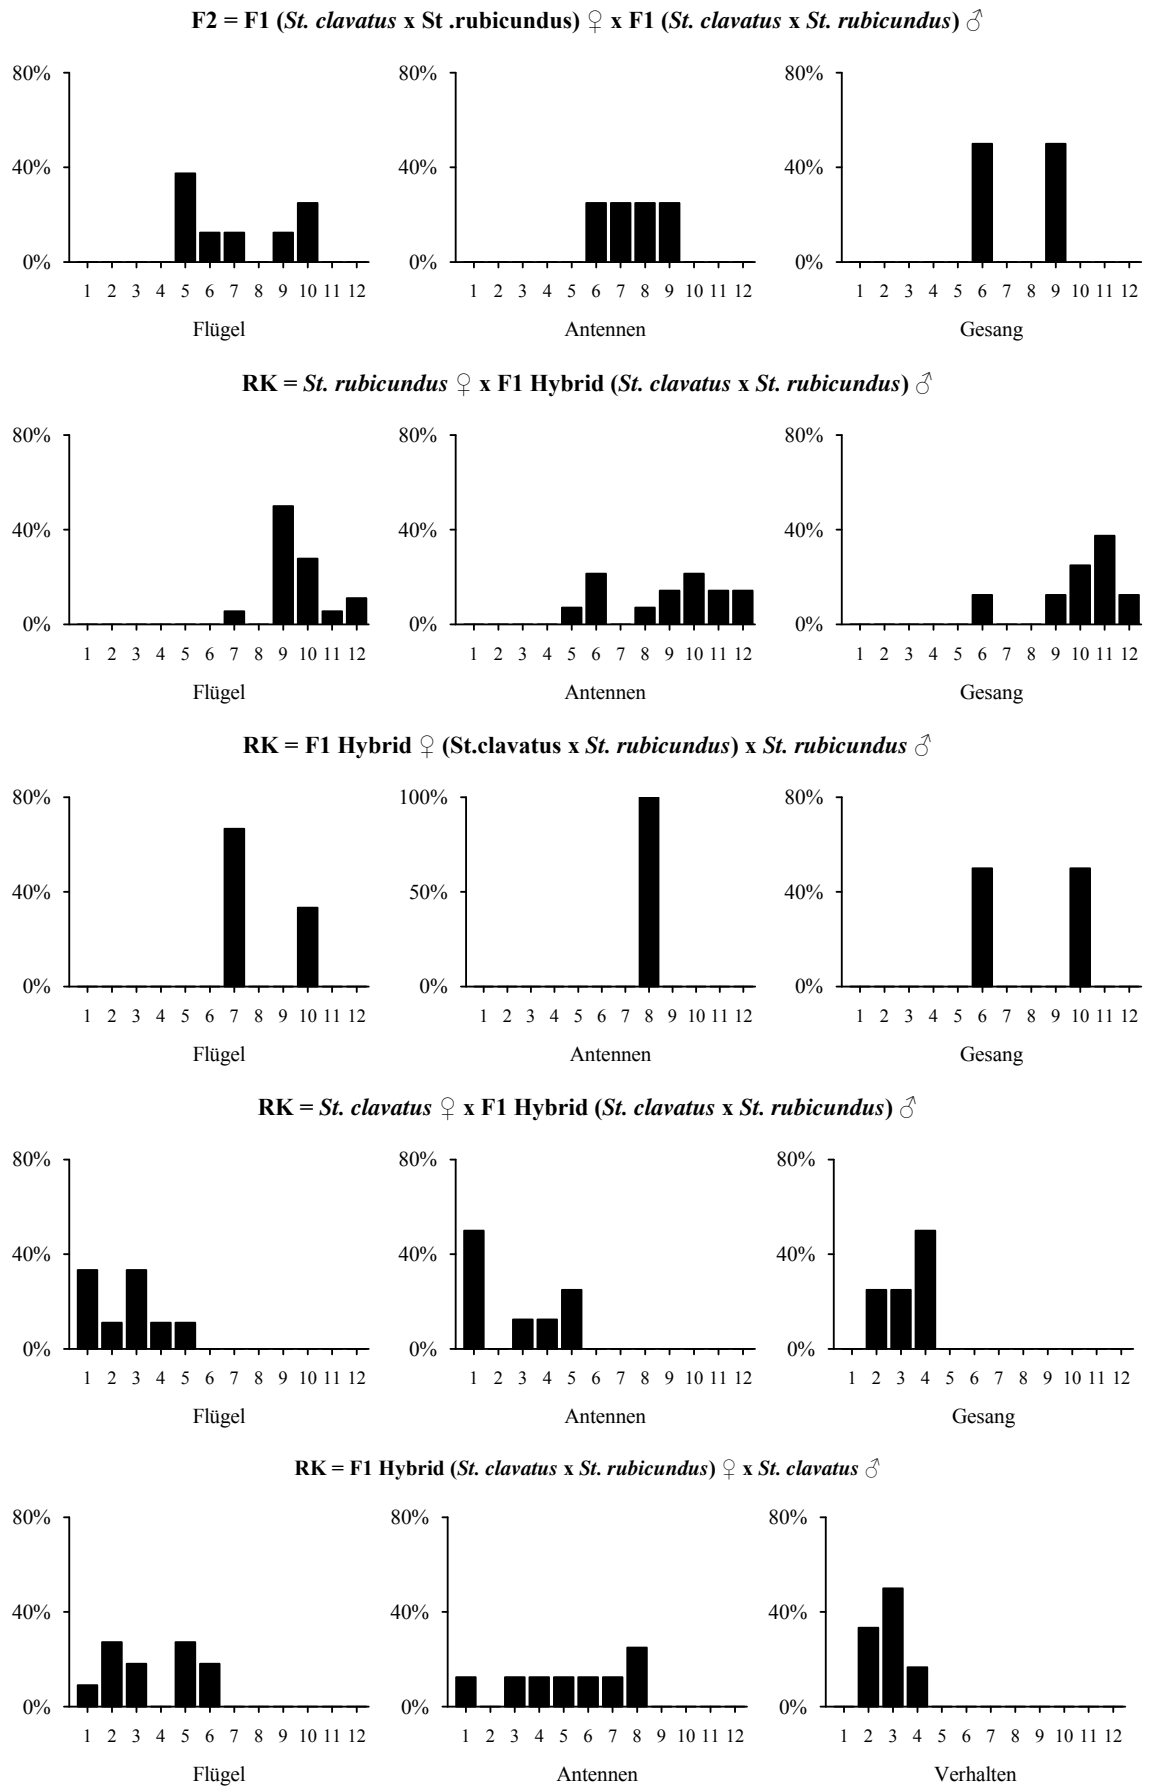 F2 = F1 (St. clavatus x St .rubicundus) ♀ x F1 (St. clavatus x St. rubicundus) ♂
80% 80% 80%
40% 40% 40%
0% 0% 0%
1 2 3 4 5 6 7 8 9 10 11 12 1 2 3 4 5 6 7 8 9 10 11 12 1 2 3 4 5 6 7 8 9 10 11 12
Flügel Antennen Gesang
RK = St. rubicundus ♀ x F1 Hybrid (St. clavatus x St. rubicundus) ♂
80% 80% 80%
40% 40% 40%
0% 0% 0%
1 2 3 4 5 6 7 8 9 10 11 12 1 2 3 4 5 6 7 8 9 10 11 12 1 2 3 4 5 6 7 8 9 10 11 12
Flügel Antennen Gesang
RK = F1 Hybrid ♀ (St.clavatus x St. rubicundus) x St. rubicundus ♂
80% 100% 80%
40% 50% 40%
0% 0% 0%
1 2 3 4 5 6 7 8 9 10 11 12 1 2 3 4 5 6 7 8 9 10 11 12 1 2 3 4 5 6 7 8 9 10 11 12
Flügel Antennen Gesang
RK = St. clavatus ♀ x F1 Hybrid (St. clavatus x St. rubicundus) ♂
80% 80% 80%
40% 40% 40%
0% 0% 0%
1 2 3 4 5 6 7 8 9 10 11 12 1 2 3 4 5 6 7 8 9 10 11 12 1 2 3 4 5 6 7 8 9 10 11 12
Flügel Antennen Gesang
RK = F1 Hybrid (St. clavatus x St. rubicundus) ♀ x St. clavatus ♂
80% 80% 80%
40% 40% 40%
0% 0% 0%
1 2 3 4 5 6 7 8 9 10 11 12 1 2 3 4 5 6 7 8 9 10 11 12 1 2 3 4 5 6 7 8 9 10 11 12
Flügel Antennen Verhalten